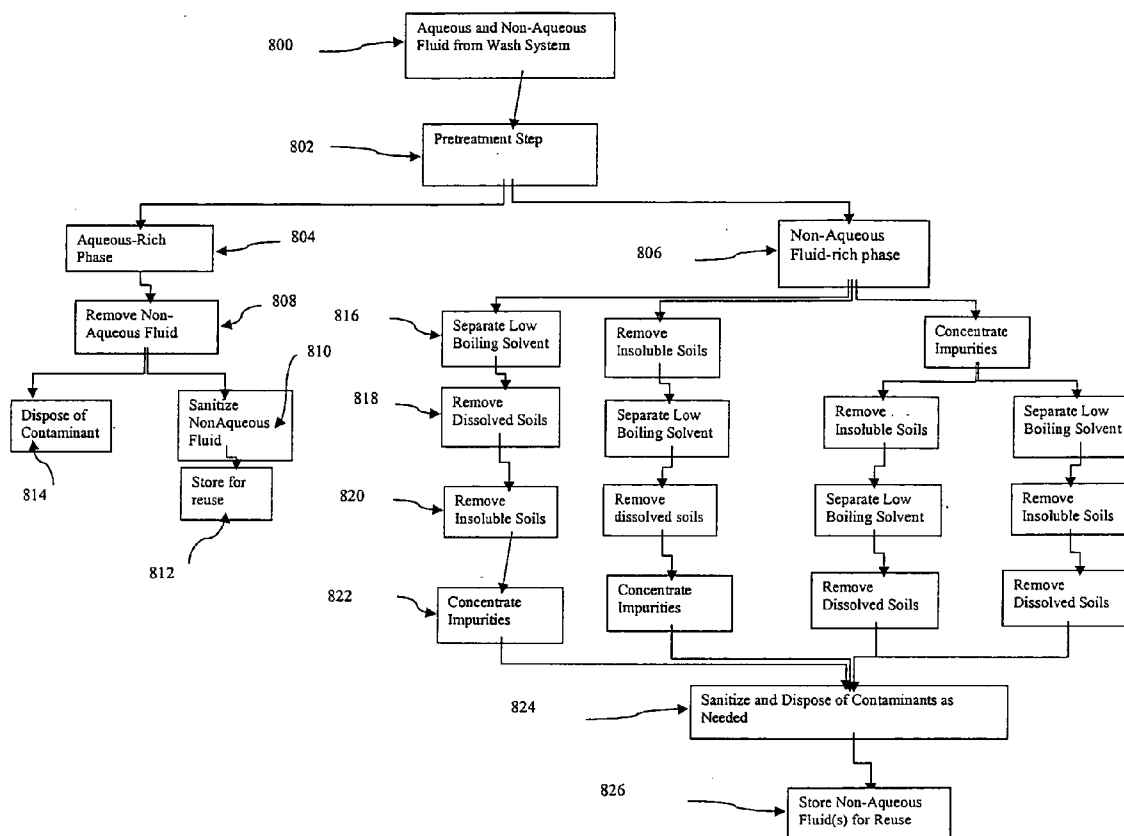 800
Aqueous and Non-Aqueous
Fluid from Wash System
802
Pretreatment Step
Aqueous-Rich
Phase
804
806
Non-Aqueous
Fluid-rich phase
Remove Non-
Aqueous Fluid
808
816
Separate Low
Boiling Solvent
Remove
Insoluble Soils
Concentrate
Impurities
810
Dispose of
Contaminant
Sanitize
NonAqueous
Fluid
818
Remove
Dissolved Soils
Separate Low
Boiling Solvent
Remove . .
Insoluble Soils
Separate Low
Boiling Solvent
814
Store for
reuse
812
820
Remove
Insoluble Soils
Remove
dissolved soils
Separate Low
Boiling Solvent
Remove
Insoluble Soils
822
Concentrate
Impurities
Concentrate
Impurities
Remove
Dissolved Soils
Remove
Dissolved Soils
824
Sanitize and Dispose of Contaminants as
Needed
826
Store Non-Aqueous
Fluid(s) for Reuse